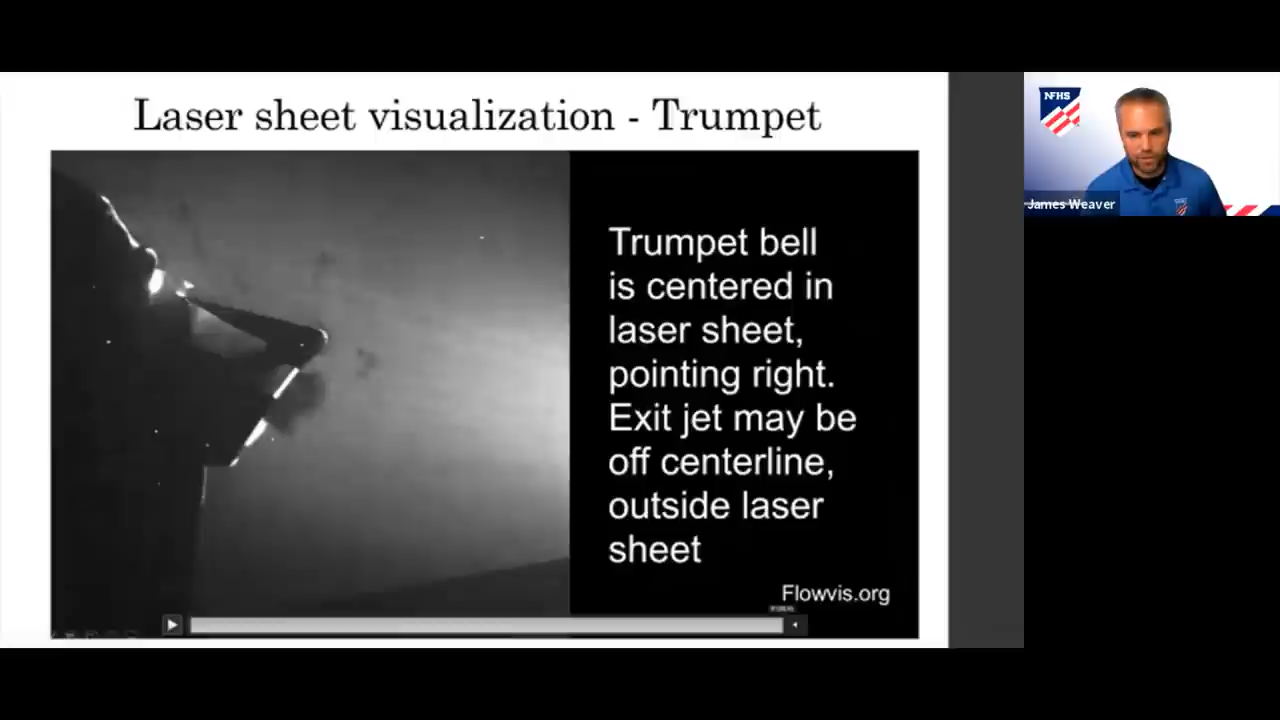 Laser sheet visualization - Trumpet
NFHS
James Weaver
Trumpet bell
is centered in
laser sheet,
pointing right.
Exit jet may be
off centerline,
outside laser
sheet
Flowvis.org